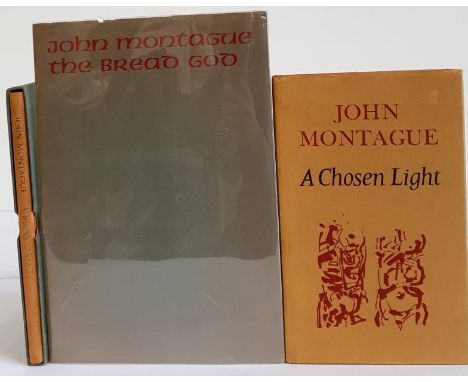 JOHN MONTAGUE
john montague
the bread god
JOHN
MONTAGUE
A Chosen Light